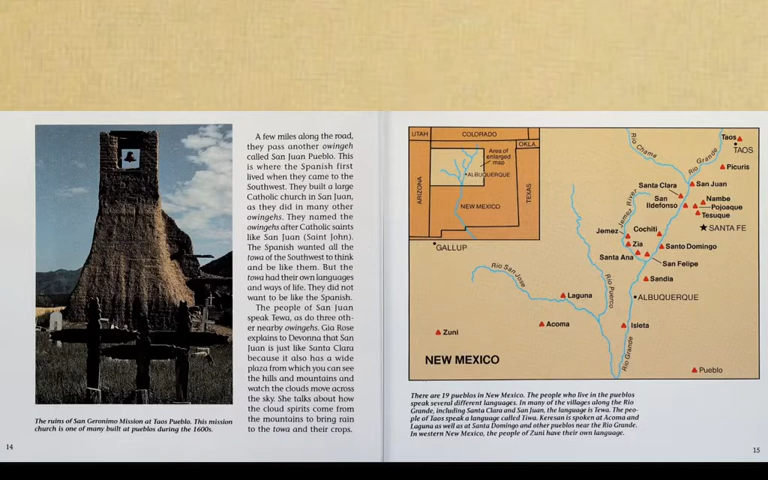 A few miles along the road,
they pass another owingeh
called San Juan Pueblo. This
is where the Spanish first
lived when they came to the
Southwest. They built a large
Catholic church in San Juan,
as they did in many other
owingehs. They named the
owingehs after Catholic saints
like San Juan (Saint John).
The Spanish wanted all the
towa of the Southwest to think
and be like them. But the
towa had their own languages
and ways of life. They did not
want to be like the Spanish.
The people of San Juan
speak Tewa, as do three oth-
er nearby owingehs. Gia Rose
explains to Devonna that San
Juan is just like Santa Clara
because it also has a wide
plaza from which you can see
the hills and mountains and
watch the clouds move across
the sky. She talks about how
the cloud spirits come from
the mountains to bring rain
to the towa and their crops.
The ruins of San Geronimo Mission at Taos Pueblo. This mission
church is one of many built at pueblos during the 1600s.
14
UTAH
COLORADO
OKLA.
Area of
enlarged
map
ALBUQUERQUE
ARIZONA
NEW MEXICO
TEXAS
GALLUP
Rio Chama
Rio Grande
Taos
TAOS
Picuris
Santa Clara
San Juan
San
Ildefonso
Nambe
Pojoaque
Tesuque
SANTA FE
Jemez River
Jemez
Cochiti
Zia
Santo Domingo
Santa Ana
San Felipe
Sandia
Rio San Jose
Rio Puerco
Laguna
ALBUQUERQUE
Acoma
Isleta
Zuni
Rio Grande
NEW MEXICO
Pueblo
There are 19 pueblos in New Mexico. The people who live in the pueblos
speak several different languages. In many of the villages along the Rio
Grande, including Santa Clara and San Juan, the language is Tewa. The peo-
ple of Taos speak a language called Tiwa. Keresan is spoken at Acoma and
Laguna as well as at Santa Domingo and other pueblos near the Rio Grande.
In western New Mexico, the people of Zuni have their own language.
15